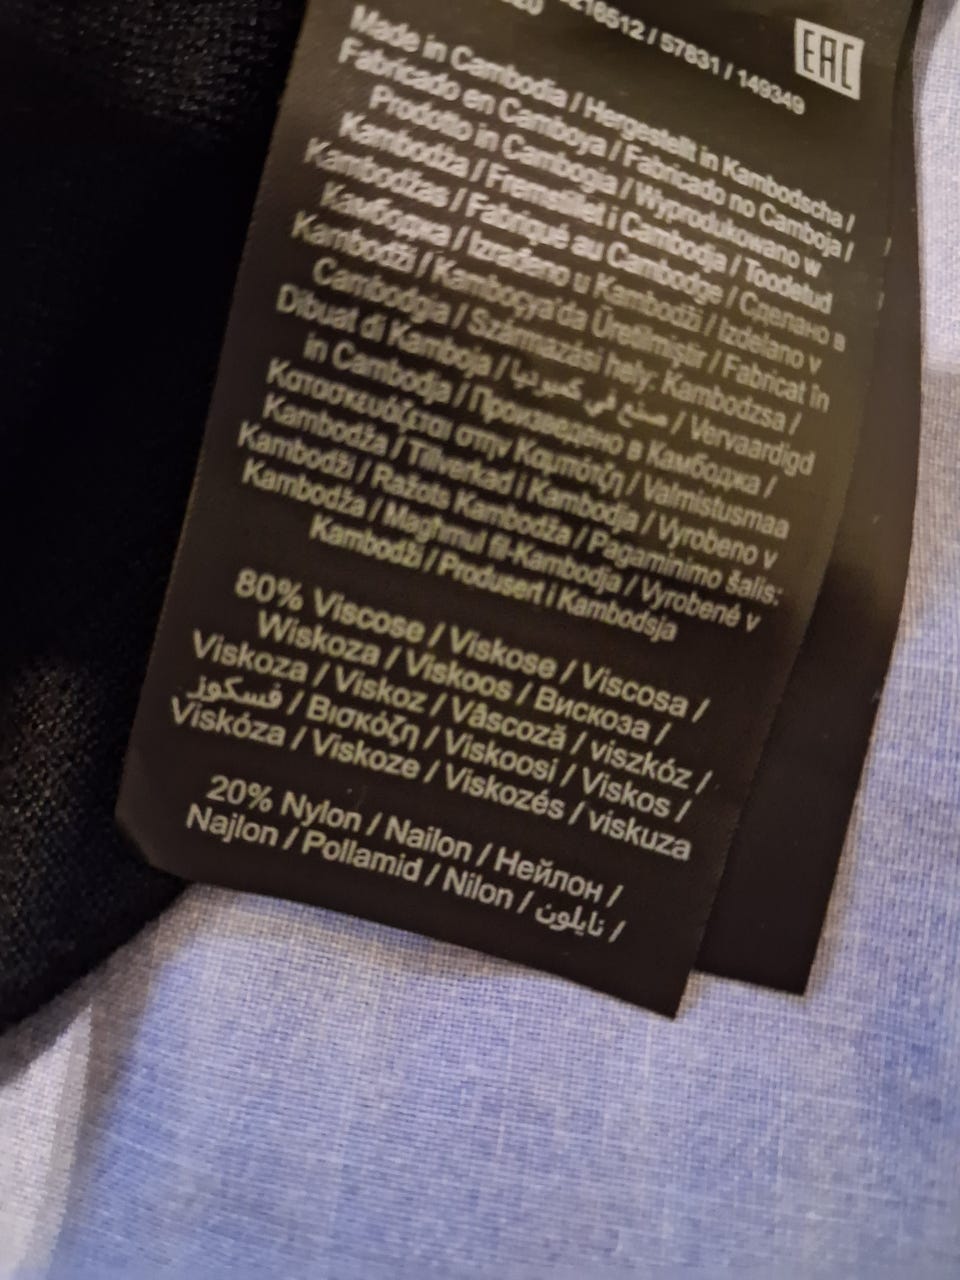 / 57831 / 149349
EAC
Made in Cambodia / Hergestellt in Kambodscha /
Fabricado en Camboya / Fabricado no Camboja /
Prodotto in Cambogia / Wyprodukowano w
Kambodża / Fremstillet i Cambodja / Toodetud
Kambodžas / Fabriqué au Cambodge / Сделано в
Камбоджа / Izrađeno u Kambodži / Izdelano v
Kambodži / Kamboçya'da Üretilmiştir / Fabricat în
Cambodgia / Származási hely: Kambodzsa /
Dibuat di Kamboja / صنع في كمبوديا / Vervaardigd
in Cambodja / Произведено в Камбоджа /
Κατασκευάζεται στην Καμπότζη / Valmistusmaa
Kambodža / Tillverkad i Kambodja / Vyrobeno v
Kambodži / Ražots Kambodža / Pagaminimo šalis:
Kambodža / Magħmul fil-Kambodja / Vyrobené v
Kambodži / Produsert i Kambodsja
80% Viscose / Viskose / Viscosa /
Wiskoza / Viskoos / Вискоза /
Viskoza / Viskoz / Vâscoză / viszkóz /
فسكوز / Βισκόζη / Viskoosi / Viskos /
Viskóza / Viskoze / Viskozés / viskuza
20% Nylon / Nailon / Нейлон /
Najlon / Pollamid / Nilon / نايلون /